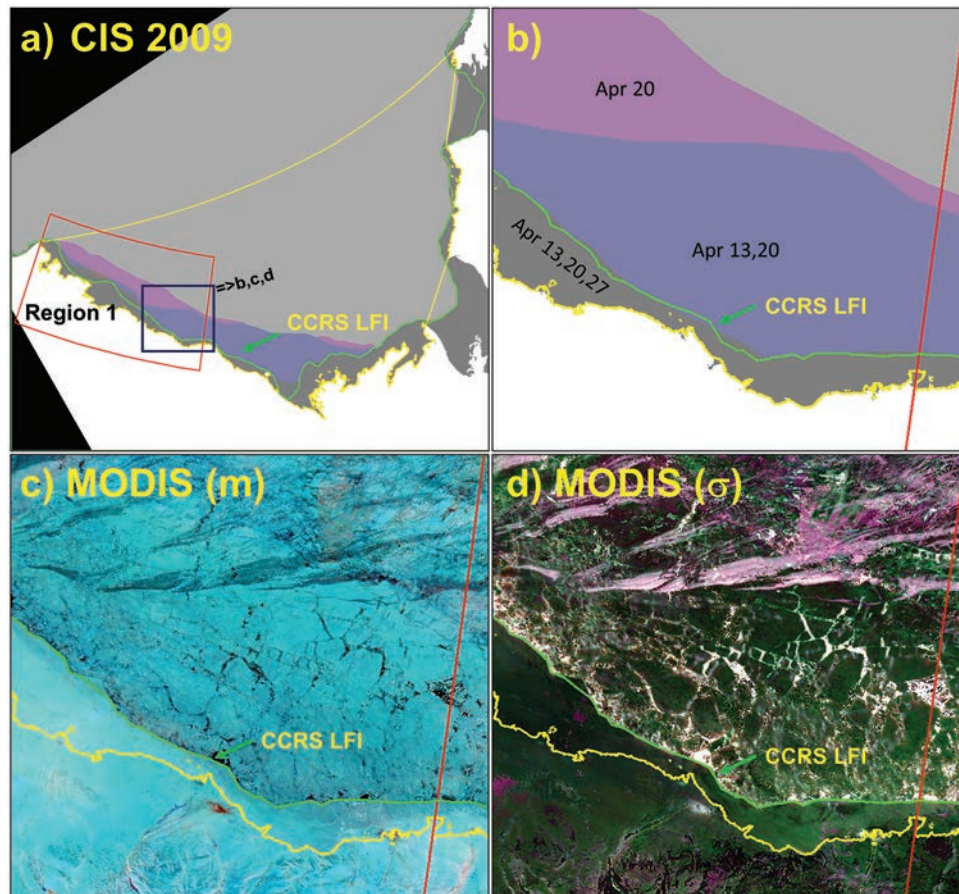 a) CIS 2009
=>b,c,d
Region 1
CCRS LFI
b)
Apr 20
Apr 13,20
Apr 13,20,27
CCRS LFI
c) MODIS (m)
CCRS LFI
d) MODIS (σ)
CCRS LFI